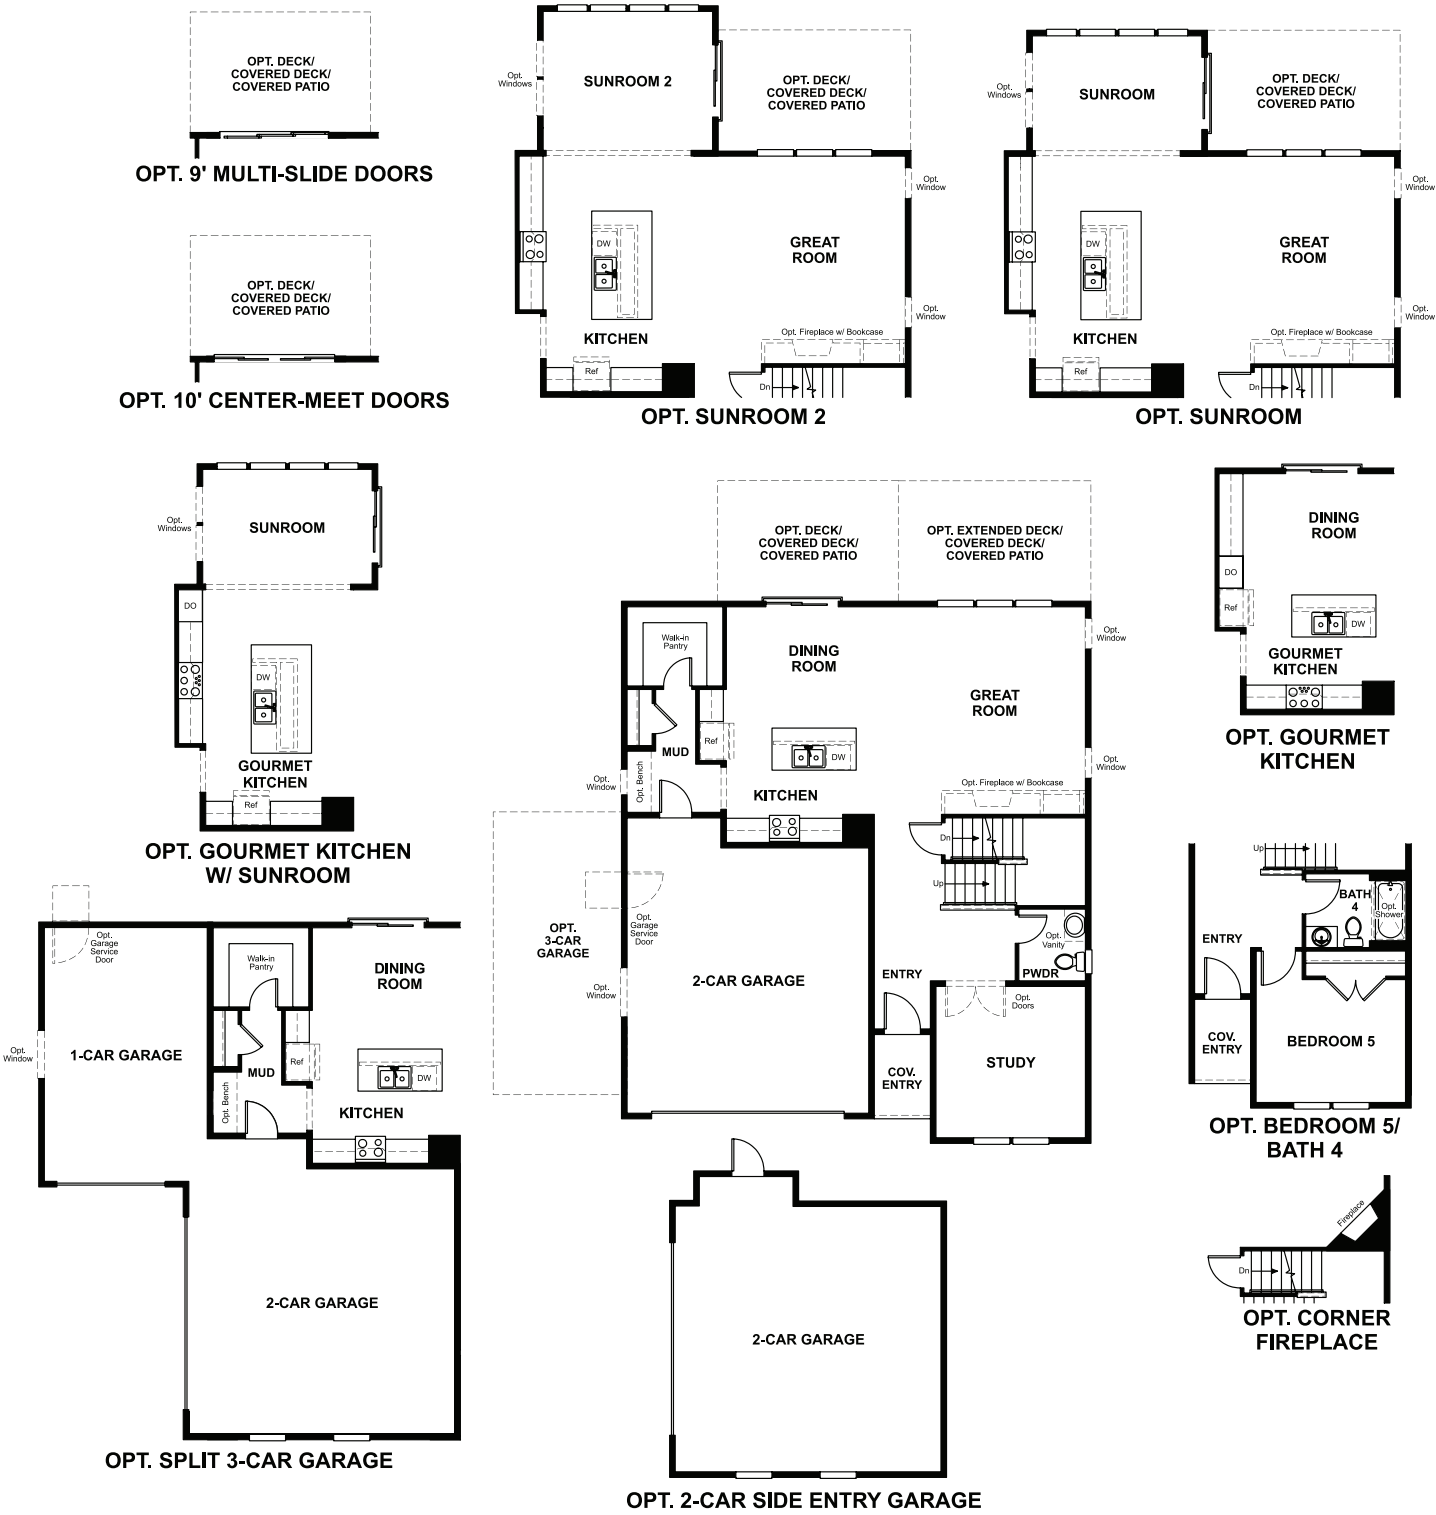 OPT. DECK/
COVERED DECK/
COVERED PATIO
OPT. 9' MULTI-SLIDE DOORS
OPT. DECK/
COVERED DECK/
COVERED PATIO
OPT. 10' CENTER-MEET DOORS
SUNROOM 2
Opt.
Windows
OPT. DECK/
COVERED DECK/
COVERED PATIO
Opt.
Window
DW
GREAT
ROOM
Opt.
Window
KITCHEN
Opt. Fireplace w/ Bookcase
Ref
Dn
OPT. SUNROOM 2
SUNROOM
Opt.
Windows
OPT. DECK/
COVERED DECK/
COVERED PATIO
Opt.
Window
DW
GREAT
ROOM
Opt.
Window
KITCHEN
Opt. Fireplace w/ Bookcase
Ref
Dn
OPT. SUNROOM
SUNROOM
Opt.
Windows
DO
DW
GOURMET
KITCHEN
Ref
OPT. GOURMET KITCHEN
W/ SUNROOM
OPT. DECK/
COVERED DECK/
COVERED PATIO
OPT. EXTENDED DECK/
COVERED DECK/
COVERED PATIO
Walk-in
Pantry
DINING
ROOM
Opt.
Window
GREAT
ROOM
MUD
Ref
DW
Opt.
Window
Opt. Bench
Opt.
Window
KITCHEN
Opt. Fireplace w/ Bookcase
Dn
Up
OPT.
3-CAR
GARAGE
Opt.
Garage
Service
Door
Opt.
Window
2-CAR GARAGE
ENTRY
Opt.
Vanity
PWDR
Opt.
Doors
COV.
ENTRY
STUDY
DINING
ROOM
DO
Ref
DW
GOURMET
KITCHEN
OPT. GOURMET
KITCHEN
Up
BATH
4
Opt.
Shower
ENTRY
COV.
ENTRY
BEDROOM 5
OPT. BEDROOM 5/
BATH 4
Fireplace
Dn
OPT. CORNER
FIREPLACE
Opt.
Garage
Service
Door
Walk-in
Pantry
DINING
ROOM
Opt.
Window
1-CAR GARAGE
MUD
Ref
DW
Opt. Bench
KITCHEN
2-CAR GARAGE
OPT. SPLIT 3-CAR GARAGE
2-CAR GARAGE
OPT. 2-CAR SIDE ENTRY GARAGE